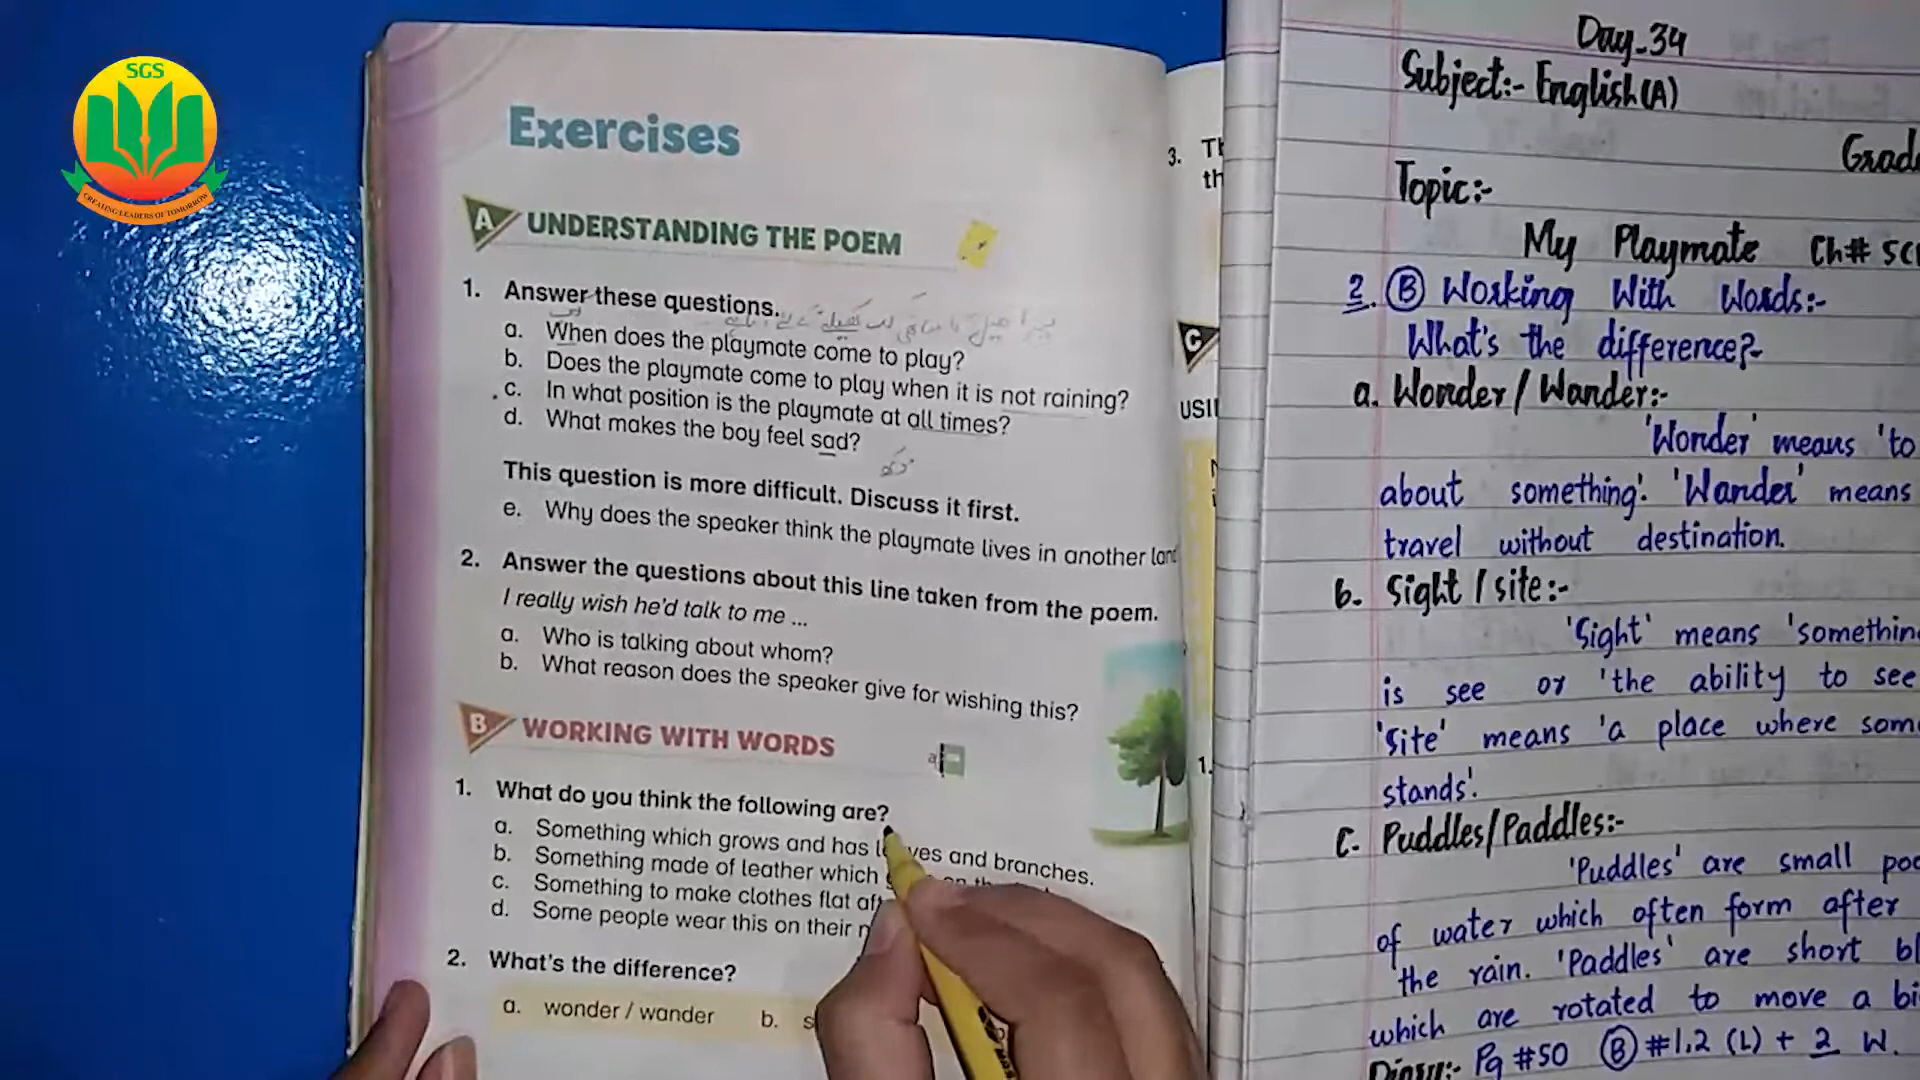 SGS
CREATING LEADERS OF TOMORROW
Exercises
A UNDERSTANDING THE POEM
1. Answer these questions.
a. When does the playmate come to play?
b. Does the playmate come to play when it is not raining?
c. In what position is the playmate at all times?
d. What makes the boy feel sad?
This question is more difficult. Discuss it first.
e. Why does the speaker think the playmate lives in another
2. Answer the questions about this line taken from the poem.
I really wish he'd talk to me ...
a. Who is talking about whom?
b. What reason does the speaker give for wishing this?
B WORKING WITH WORDS
1. What do you think the following are?
a. Something which grows and has and branches.
b. Something made of leather which
c. Something to make clothes flat
d. Some people wear this on their
2. What's the difference?
a. wonder / wander b.
3.
C
1.
Day-34
Subject:- English(A)
Topic:-
My Playmate Ch#
2. B Working With Words:-
What's the difference?-
a. Wonder / Wander:-
'Wonder' means 'to
about something'. 'Wander' means
travel without destination.
b. Sight / site:-
'Sight' means
is see or 'the ability to see
'Site' means 'a place where
stands'.
C. Puddles/Paddles:-
'Puddles' are small
of water which often form after
the rain. 'Paddles' are short
which are rotated to move a
Pg #50 B #1,2 (L) + 2 W.